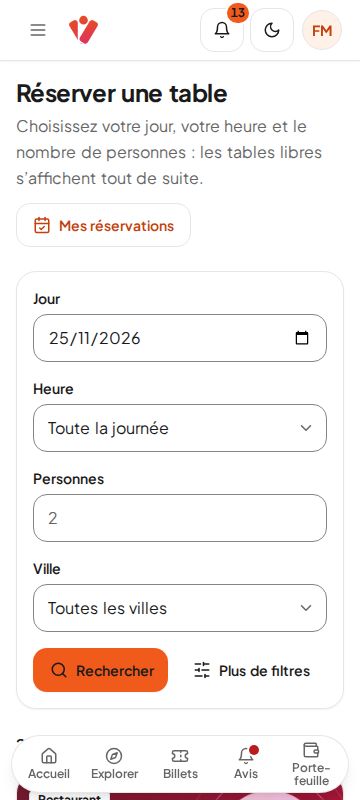 13
FM
Réserver une table
Choisissez votre jour, votre heure et le
nombre de personnes : les tables libres
s'affichent tout de suite.
Mes réservations
Jour
25/11/2026
Heure
Toute la journée
Personnes
2
Ville
Toutes les villes
Rechercher
Plus de filtres
Accueil
Explorer
Billets
Avis
Porte-
feuille
Restaurant